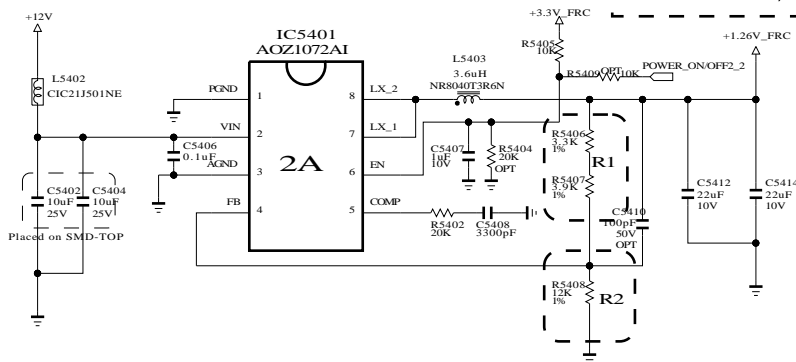 +12V
L5402
CIC21J501NE
C5402
10uF
25V
C5404
10uF
25V
Placed on SMD-TOP
C5406
0.1uF
IC5401
AOZ1072AI
PGND
1
VIN
2
AGND
3
FB
4
2A
8
LX_2
7
LX_1
6
EN
5
COMP
L5403
3.6uH
NR8040T3R6N
C5407
1uF
10V
R5404
20K
OPT
R5402
20K
C5408
3300pF
+3.3V_FRC
R5405
10K
R5409
OPT
10K
POWER_ON/OFF2_2
+1.26V_FRC
R5406
3.3K
1%
R1
R5407
3.9K
1%
C5410
100pF
50V
OPT
R5408
12K
1%
R2
C5412
22uF
10V
C5414
22uF
10V